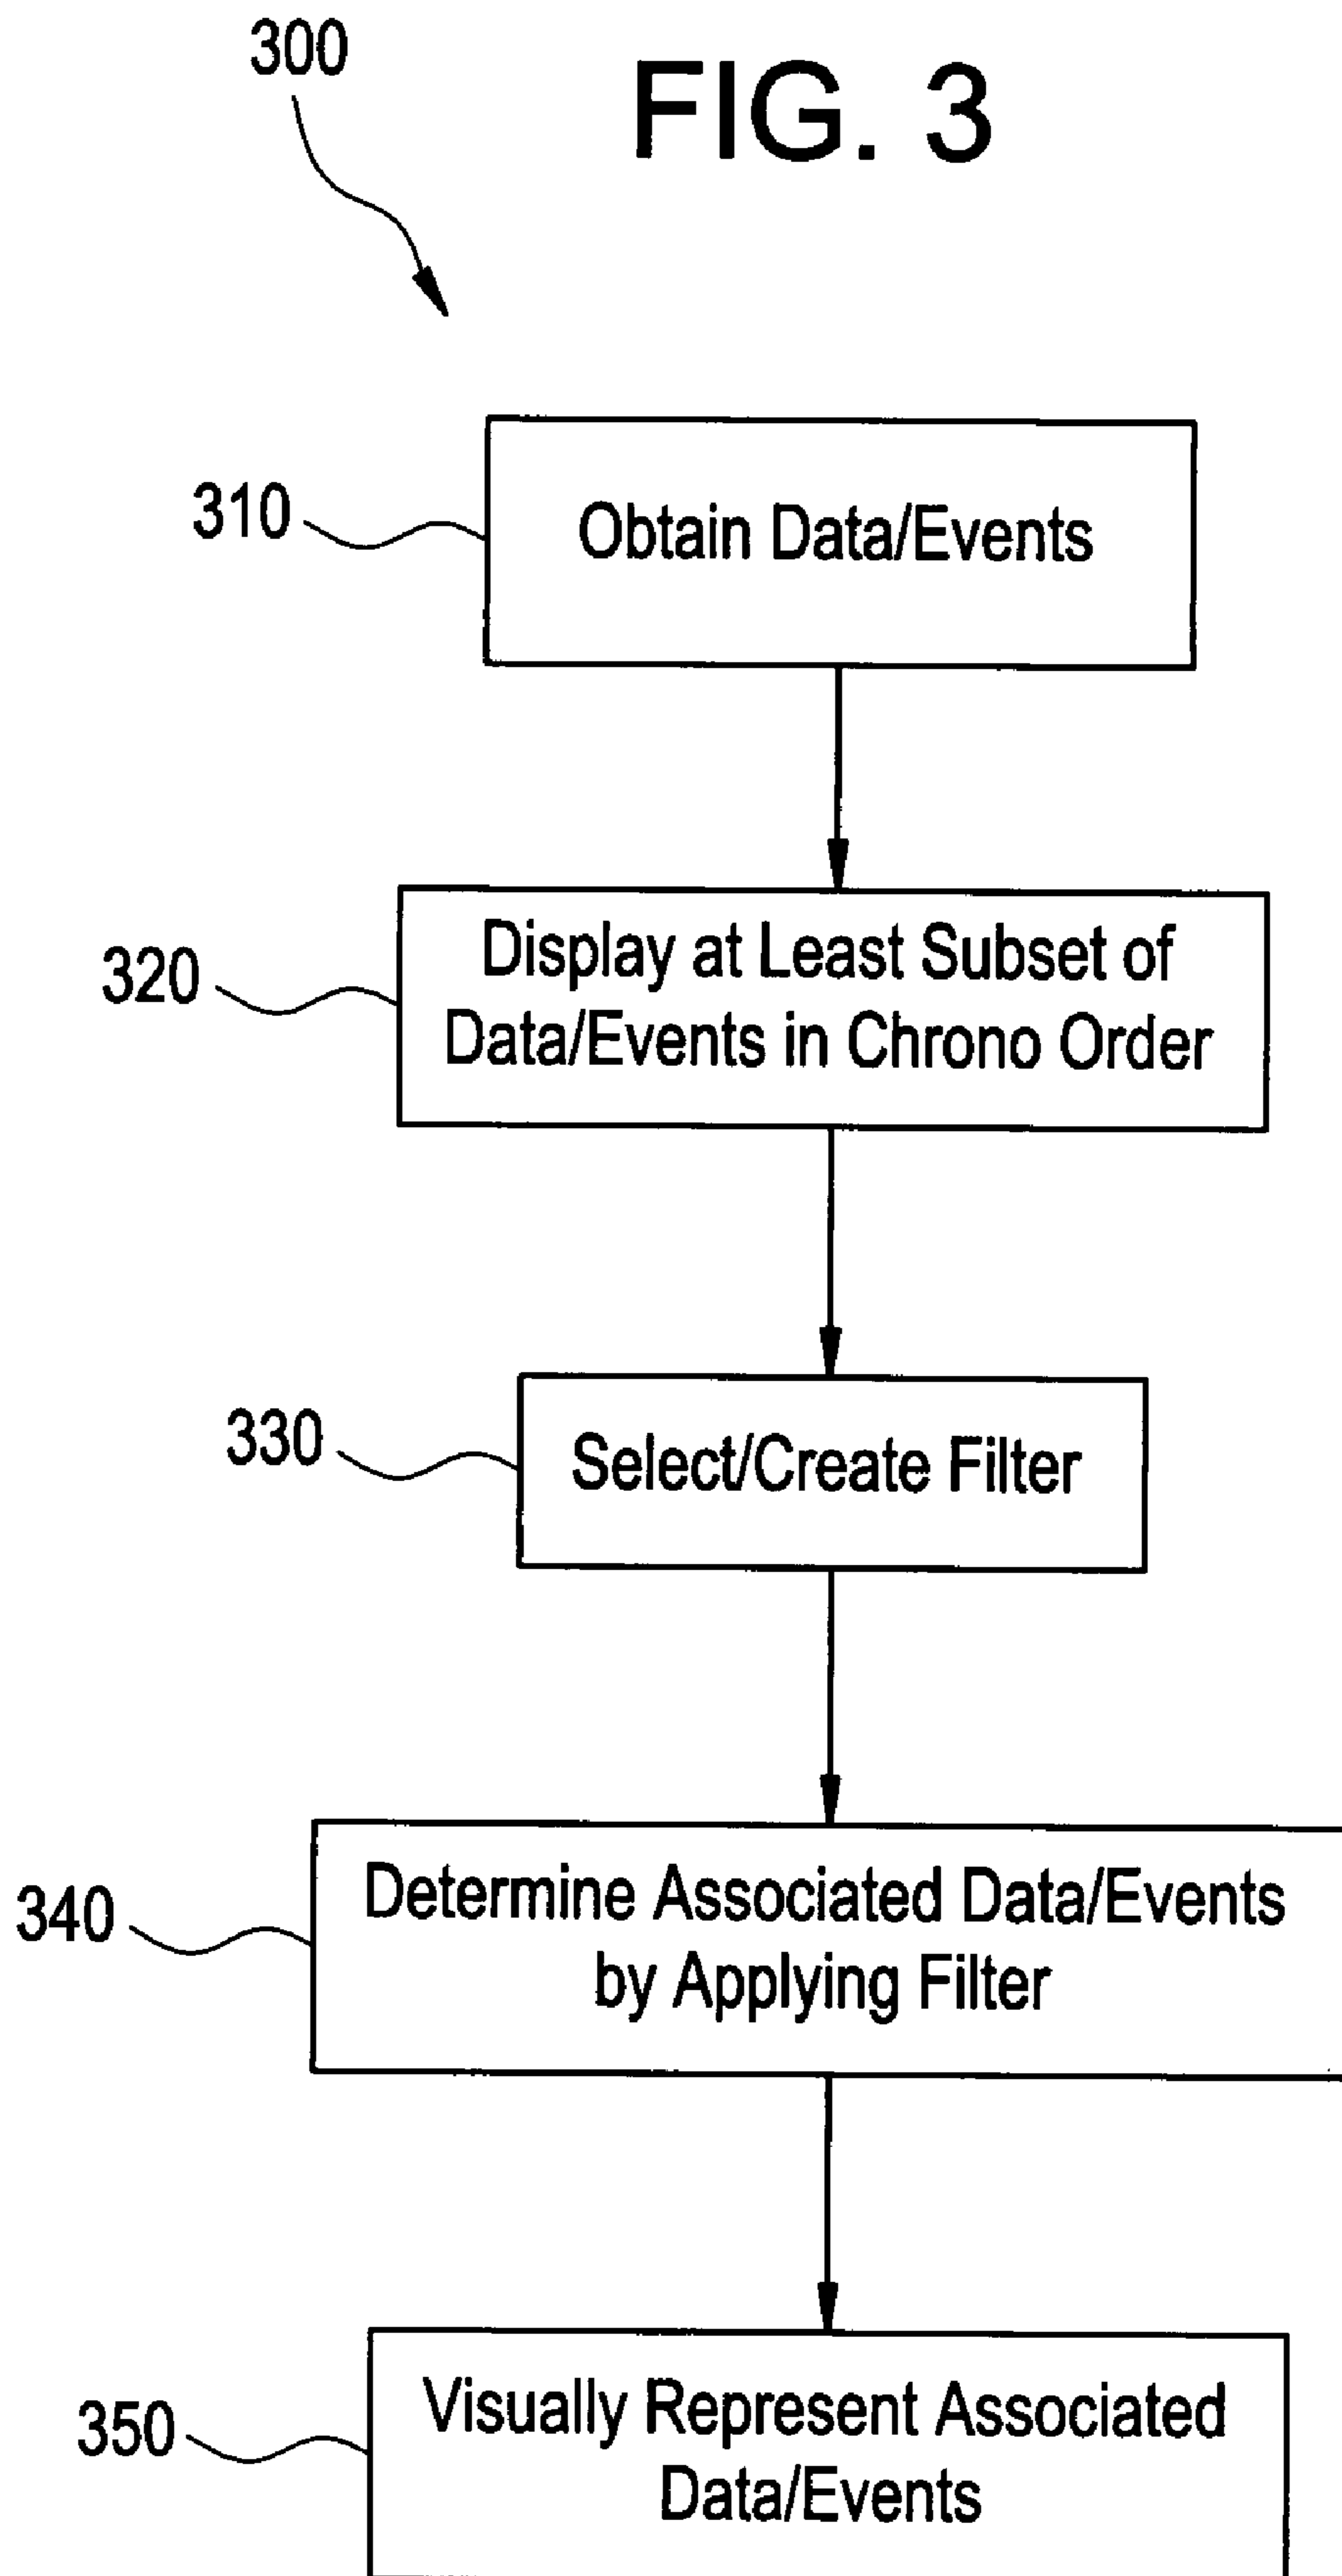 300
FIG. 3
310
Obtain Data/Events
320
Display at Least Subset of
Data/Events in Chrono Order
330
Select/Create Filter
340
Determine Associated Data/Events
by Applying Filter
350
Visually Represent Associated
Data/Events